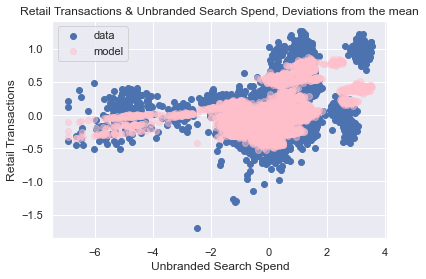 Retail Transactions & Unbranded Search Spend, Deviations from the mean
data
model
1.0
0.5
0.0
−0.5
−1.0
−1.5
Retail Transactions
−6
−4
−2
0
2
4
Unbranded Search Spend